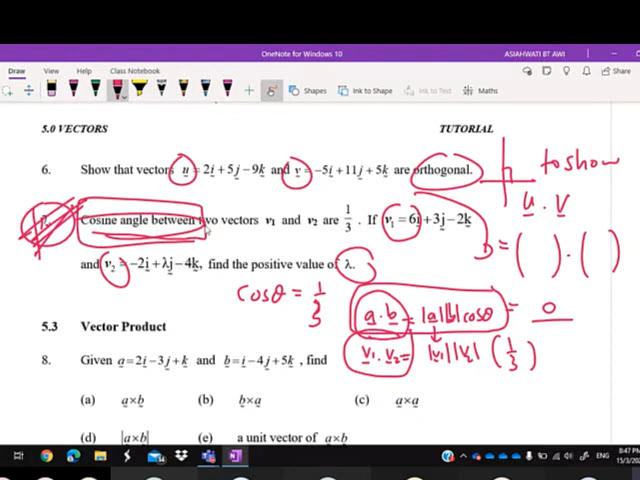 OneNote for Windows 10
ASIAHWATI BT AWI
Draw View Help Class Notebook
Share
Shapes Ink to Shape Ink to Text Maths
5.0 VECTORS TUTORIAL
6. Show that vectors u = 2i + 5j − 9k and v = −5i + 11j + 5k are orthogonal.
to show
u . v
Cosine angle between two vectors v₁ and v₂ are 1/3 . If v₁ = 6i + 3j − 2k
= ( ) . ( )
and v₂ = −2i + λj − 4k, find the positive value of λ.
cosθ = 1/3
a . b = |a||b|cosθ = 0
v₁ . v₂ = |v₁||v₂| (1/3)
5.3 Vector Product
8. Given a = 2i − 3j + k and b = i − 4j + 5k , find
(a) a × b (b) b × a (c) a × a
(d) |a × b| (e) a unit vector of a × b
ENG
8:47 PM